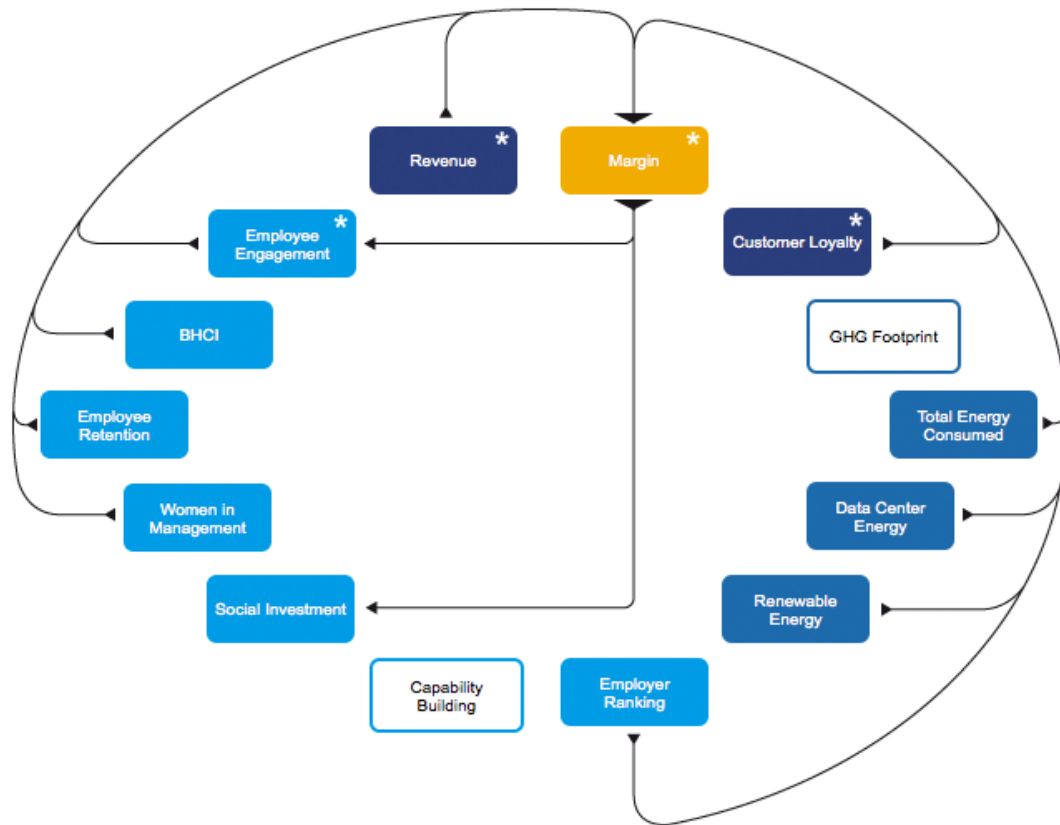 Revenue *
Margin *
Employee *
Engagement
Customer Loyalty *
BHCI
GHG Footprint
Employee
Retention
Total Energy
Consumed
Women in
Management
Data Center
Energy
Social Investment
Renewable
Energy
Capability
Building
Employer
Ranking